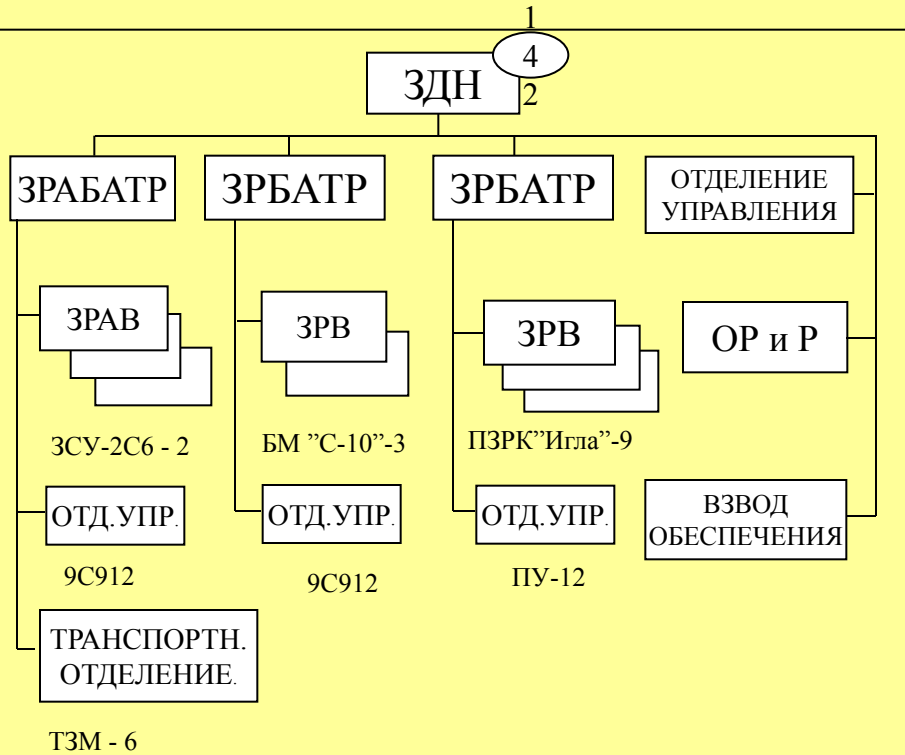 1
4
ЗДН
2
ЗРАБАТР
ЗРБАТР
ЗРБАТР
ОТДЕЛЕНИЕ
УПРАВЛЕНИЯ
ЗРАВ
ЗРВ
ЗРВ
ОР и Р
ЗСУ-2С6 - 2
БМ ”С-10”-3
ПЗРК”Игла”-9
ОТД.УПР.
ОТД.УПР.
ОТД.УПР.
ВЗВОД
ОБЕСПЕЧЕНИЯ
9С912
9С912
ПУ-12
ТРАНСПОРТН.
ОТДЕЛЕНИЕ.
ТЗМ - 6